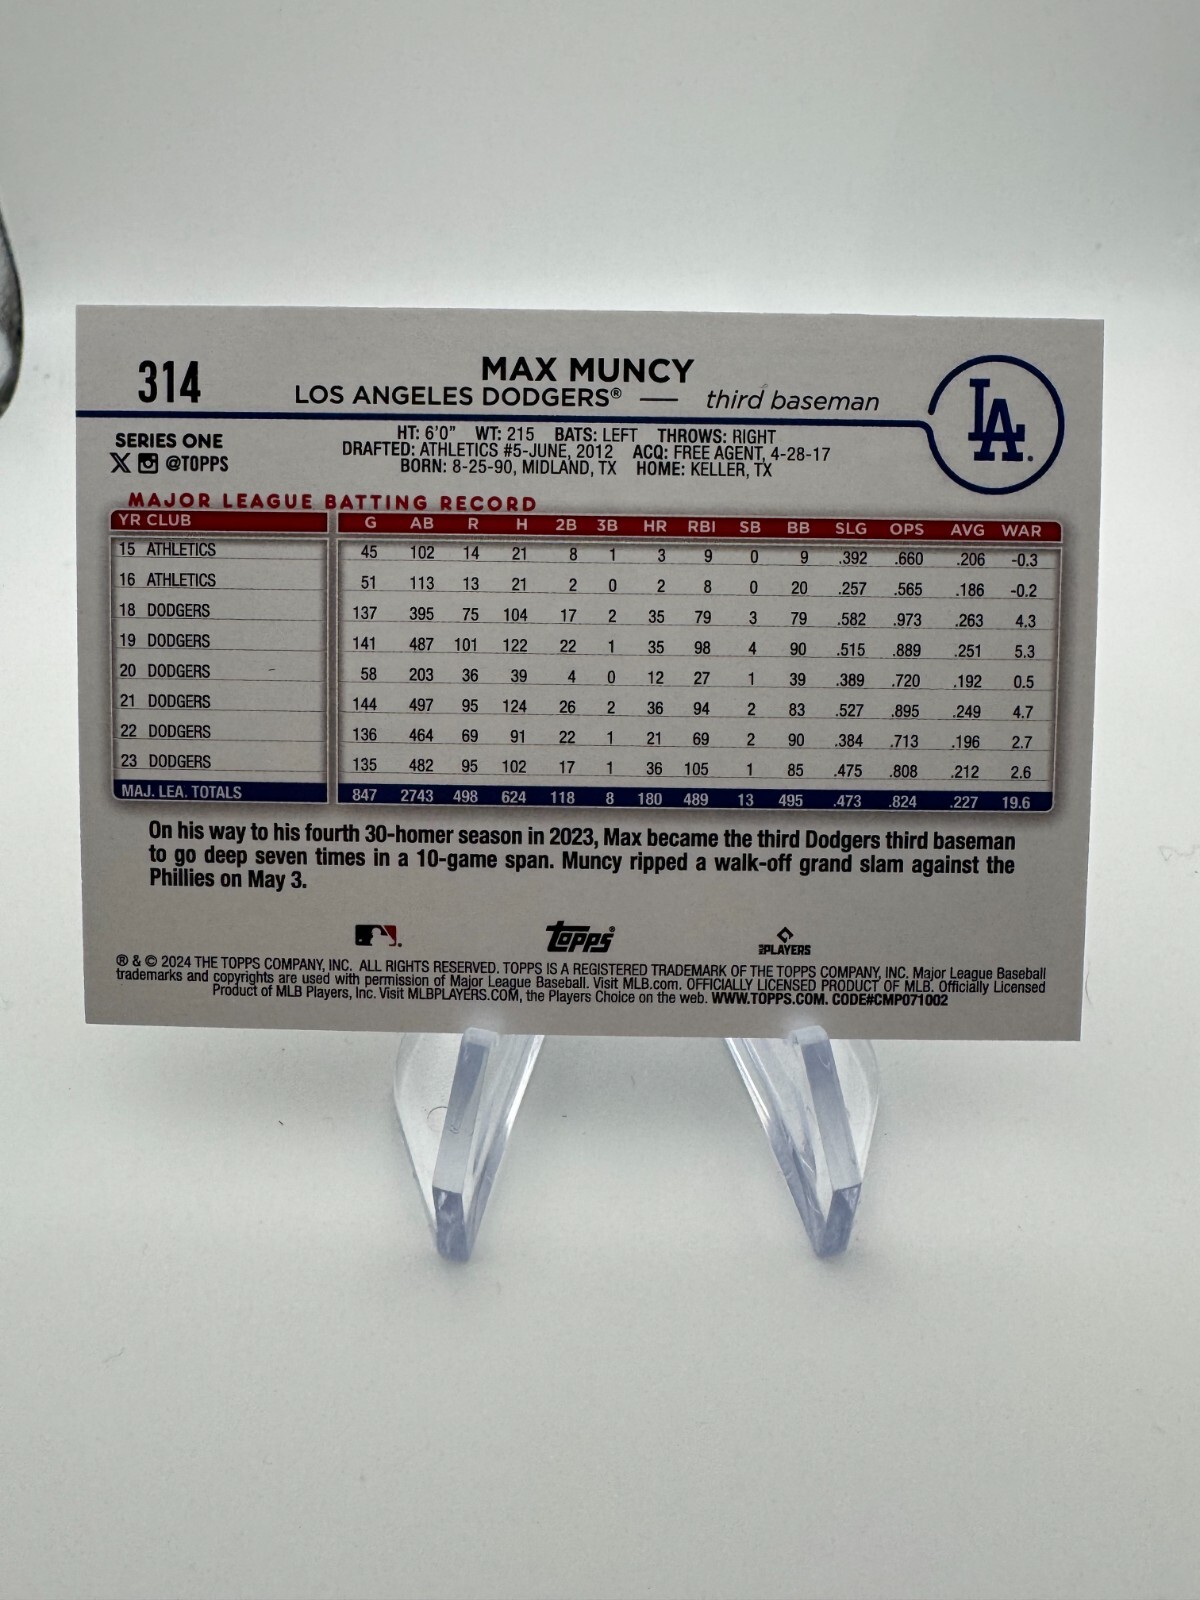 314
MAX MUNCY
LOS ANGELES DODGERS® — third baseman
LA
SERIES ONE
X @TOPPS
HT: 6'0" WT: 215 BATS: LEFT THROWS: RIGHT
DRAFTED: ATHLETICS #5-JUNE, 2012 ACQ: FREE AGENT, 4-28-17
BORN: 8-25-90, MIDLAND, TX HOME: KELLER, TX
MAJOR LEAGUE BATTING RECORD
YR CLUB G AB R H 2B 3B HR RBI SB BB SLG OPS AVG WAR
15 ATHLETICS 45 102 14 21 8 1 3 9 0 9 .392 .660 .206 -0.3
16 ATHLETICS 51 113 13 21 2 0 2 8 0 20 .257 .565 .186 -0.2
18 DODGERS 137 395 75 104 17 2 35 79 3 79 .582 .973 .263 4.3
19 DODGERS 141 487 101 122 22 1 35 98 4 90 .515 .889 .251 5.3
20 DODGERS 58 203 36 39 4 0 12 27 1 39 .389 .720 .192 0.5
21 DODGERS 144 497 95 124 26 2 36 94 2 83 .527 .895 .249 4.7
22 DODGERS 136 464 69 91 22 1 21 69 2 90 .384 .713 .196 2.7
23 DODGERS 135 482 95 102 17 1 36 105 1 85 .475 .808 .212 2.6
MAJ. LEA. TOTALS 847 2743 498 624 118 8 180 489 13 495 .473 .824 .227 19.6
On his way to his fourth 30-homer season in 2023, Max became the third Dodgers third baseman
to go deep seven times in a 10-game span. Muncy ripped a walk-off grand slam against the
Phillies on May 3.
Topps®
MLB PLAYERS
® & © 2024 THE TOPPS COMPANY, INC. ALL RIGHTS RESERVED. TOPPS IS A REGISTERED TRADEMARK OF THE TOPPS COMPANY, INC. Major League Baseball
trademarks and copyrights are used with permission of Major League Baseball. Visit MLB.com. OFFICIALLY LICENSED PRODUCT OF MLB. Officially Licensed
Product of MLB Players, Inc. Visit MLBPLAYERS.COM, the Players Choice on the web. WWW.TOPPS.COM. CODE#CMP071002